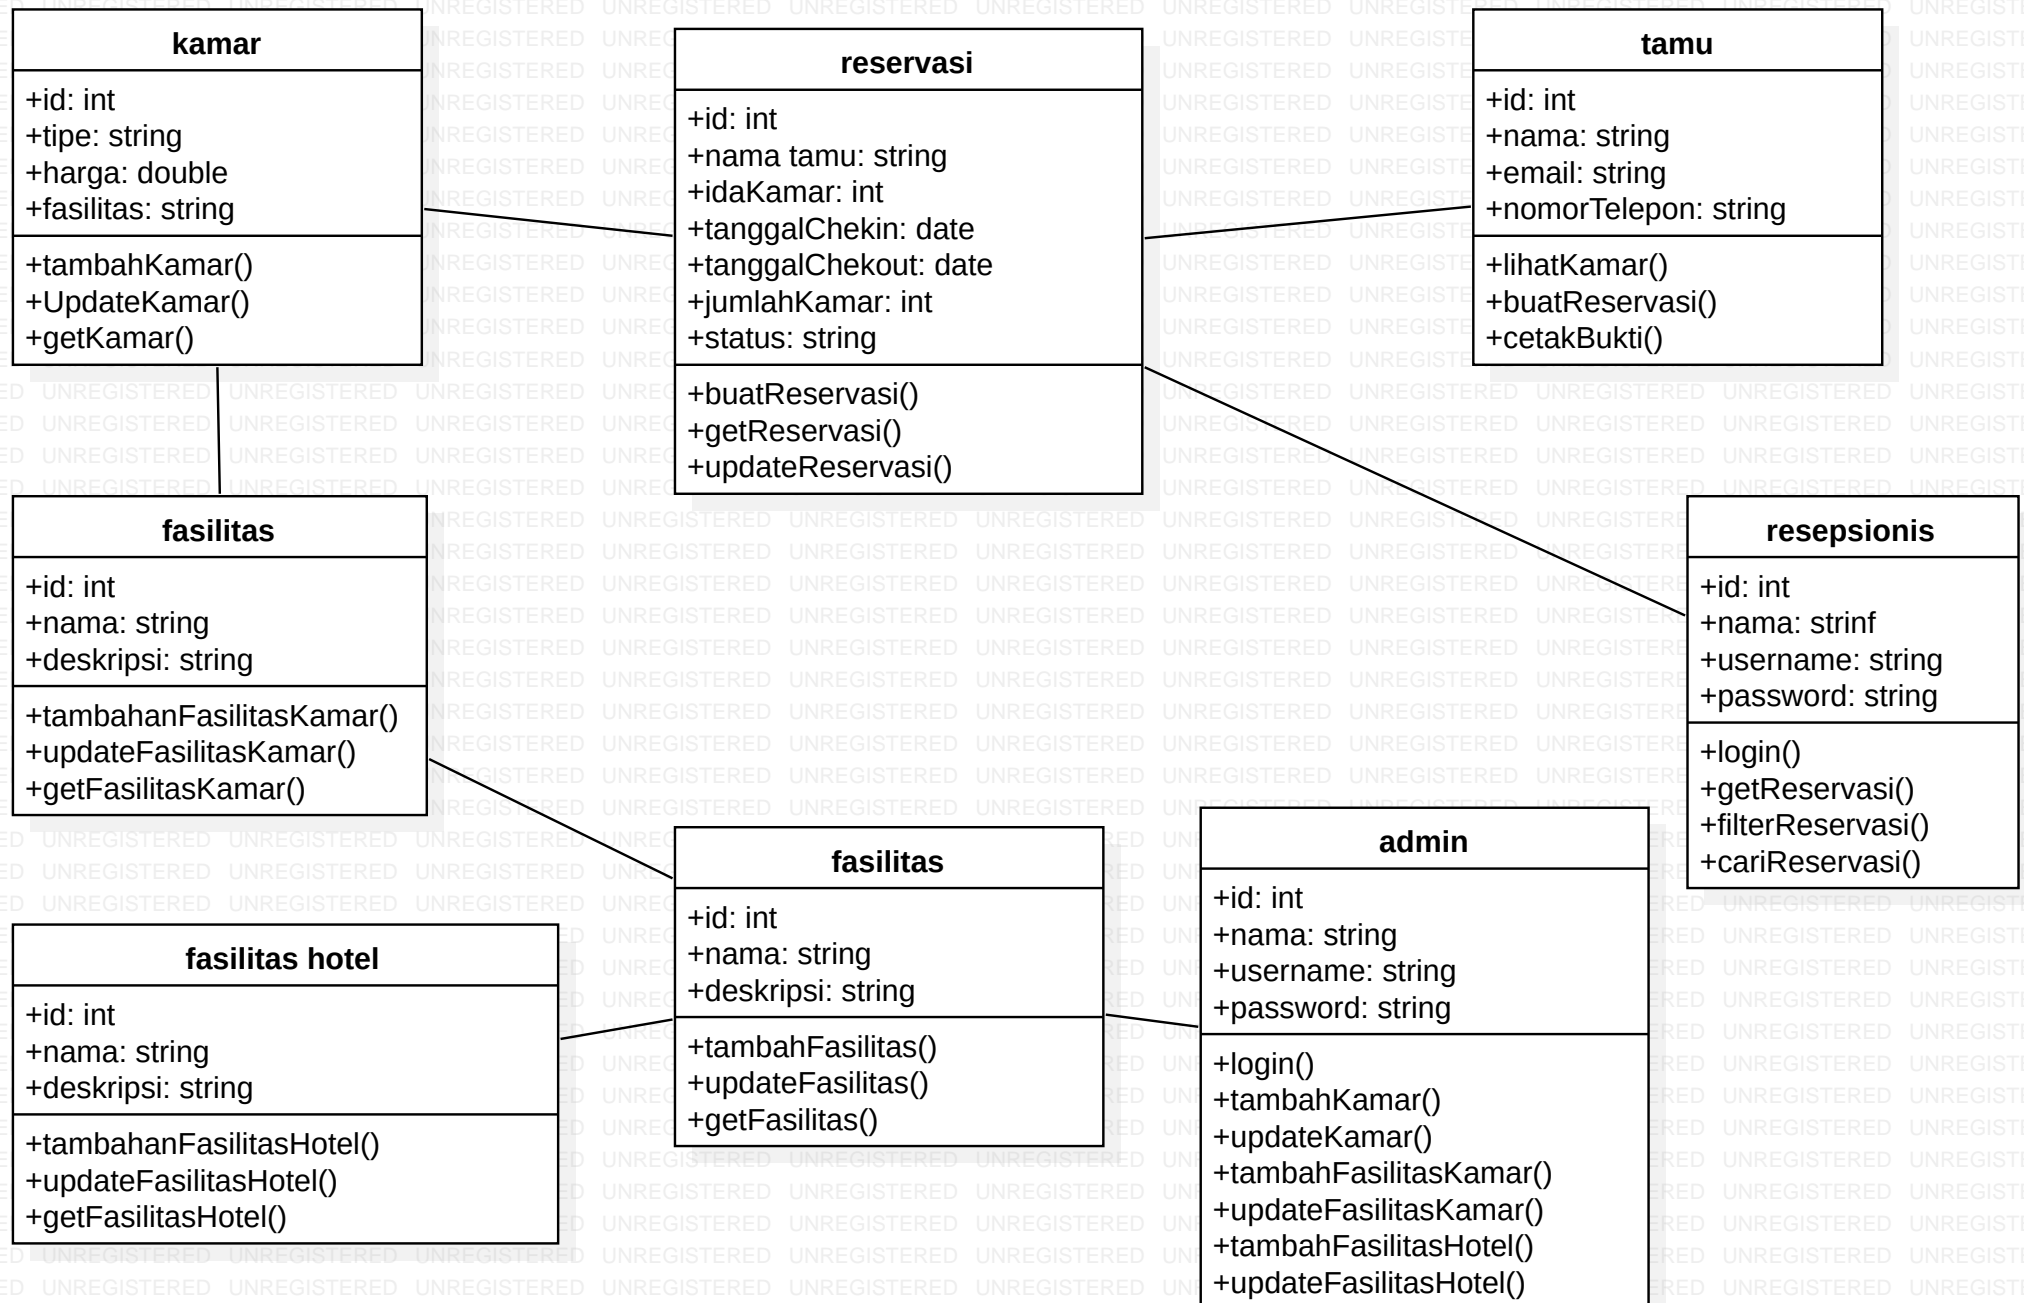 kamar
+id: int
+tipe: string
+harga: double
+fasilitas: string
+tambahKamar()
+UpdateKamar()
+getKamar()
reservasi
+id: int
+nama tamu: string
+idaKamar: int
+tanggalChekin: date
+tanggalChekout: date
+jumlahKamar: int
+status: string
+buatReservasi()
+getReservasi()
+updateReservasi()
tamu
+id: int
+nama: string
+email: string
+nomorTelepon: string
+lihatKamar()
+buatReservasi()
+cetakBukti()
fasilitas
+id: int
+nama: string
+deskripsi: string
+tambahanFasilitasKamar()
+updateFasilitasKamar()
+getFasilitasKamar()
resepsionis
+id: int
+nama: strinf
+username: string
+password: string
+login()
+getReservasi()
+filterReservasi()
+cariReservasi()
fasilitas hotel
+id: int
+nama: string
+deskripsi: string
+tambahanFasilitasHotel()
+updateFasilitasHotel()
+getFasilitasHotel()
fasilitas
+id: int
+nama: string
+deskripsi: string
+tambahFasilitas()
+updateFasilitas()
+getFasilitas()
admin
+id: int
+nama: string
+username: string
+password: string
+login()
+tambahKamar()
+updateKamar()
+tambahFasilitasKamar()
+updateFasilitasKamar()
+tambahFasilitasHotel()
+updateFasilitasHotel()
UNREGISTERED